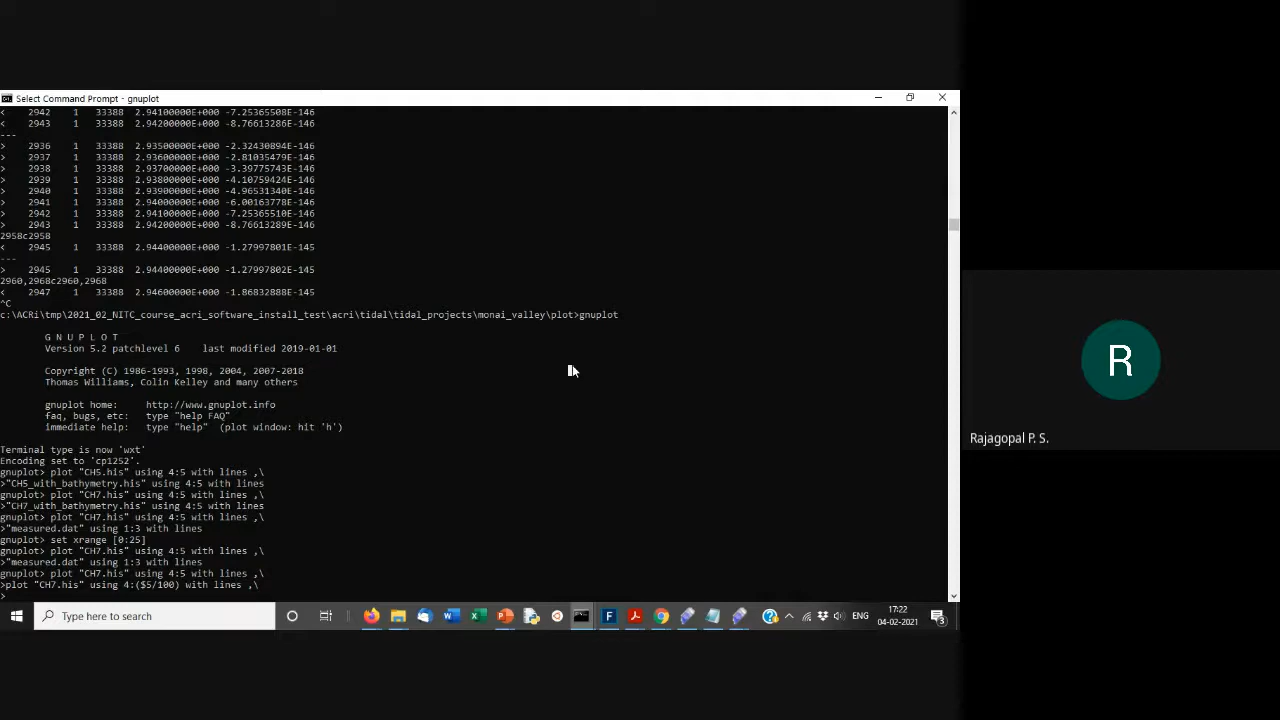 Select Command Prompt - gnuplot
<    2942    1    33388  2.94100000E+000 -7.25365508E-146
<    2943    1    33388  2.94200000E+000 -8.76613286E-146
---
>    2936    1    33388  2.93500000E+000 -2.32430894E-146
>    2937    1    33388  2.93600000E+000 -2.81035479E-146
>    2938    1    33388  2.93700000E+000 -3.39775743E-146
>    2939    1    33388  2.93800000E+000 -4.10759424E-146
>    2940    1    33388  2.93900000E+000 -4.96531340E-146
>    2941    1    33388  2.94000000E+000 -6.00163778E-146
>    2942    1    33388  2.94100000E+000 -7.25365510E-146
>    2943    1    33388  2.94200000E+000 -8.76613289E-146
2958c2958
<    2945    1    33388  2.94400000E+000 -1.27997801E-145
---
>    2945    1    33388  2.94400000E+000 -1.27997802E-145
2960,2968c2960,2968
<    2947    1    33388  2.94600000E+000 -1.86832888E-145
^C
c:\ACRi\tmp\2021_02_NITC_course_acri_software_install_test\acri\tidal\tidal_projects\monai_valley\plot>gnuplot
G N U P L O T
Version 5.2 patchlevel 6    last modified 2019-01-01
Copyright (C) 1986-1993, 1998, 2004, 2007-2018
Thomas Williams, Colin Kelley and many others
gnuplot home:     http://www.gnuplot.info
faq, bugs, etc:   type "help FAQ"
immediate help:   type "help"  (plot window: hit 'h')
Terminal type is now 'wxt'
Encoding set to 'cp1252'.
gnuplot> plot "CH5.his" using 4:5 with lines ,\
>"CH5_with_bathymetry.his" using 4:5 with lines
gnuplot> plot "CH7.his" using 4:5 with lines ,\
>"CH7_with_bathymetry.his" using 4:5 with lines
gnuplot> plot "CH7.his" using 4:5 with lines ,\
>"measured.dat" using 1:3 with lines
gnuplot> set xrange [0:25]
gnuplot> plot "CH7.his" using 4:5 with lines ,\
>"measured.dat" using 1:3 with lines
gnuplot> plot "CH7.his" using 4:5 with lines ,\
>plot "CH7.his" using 4:($5/100) with lines ,\
>
R
Rajagopal P. S.
Type here to search
ENG
17:22
04-02-2021
3